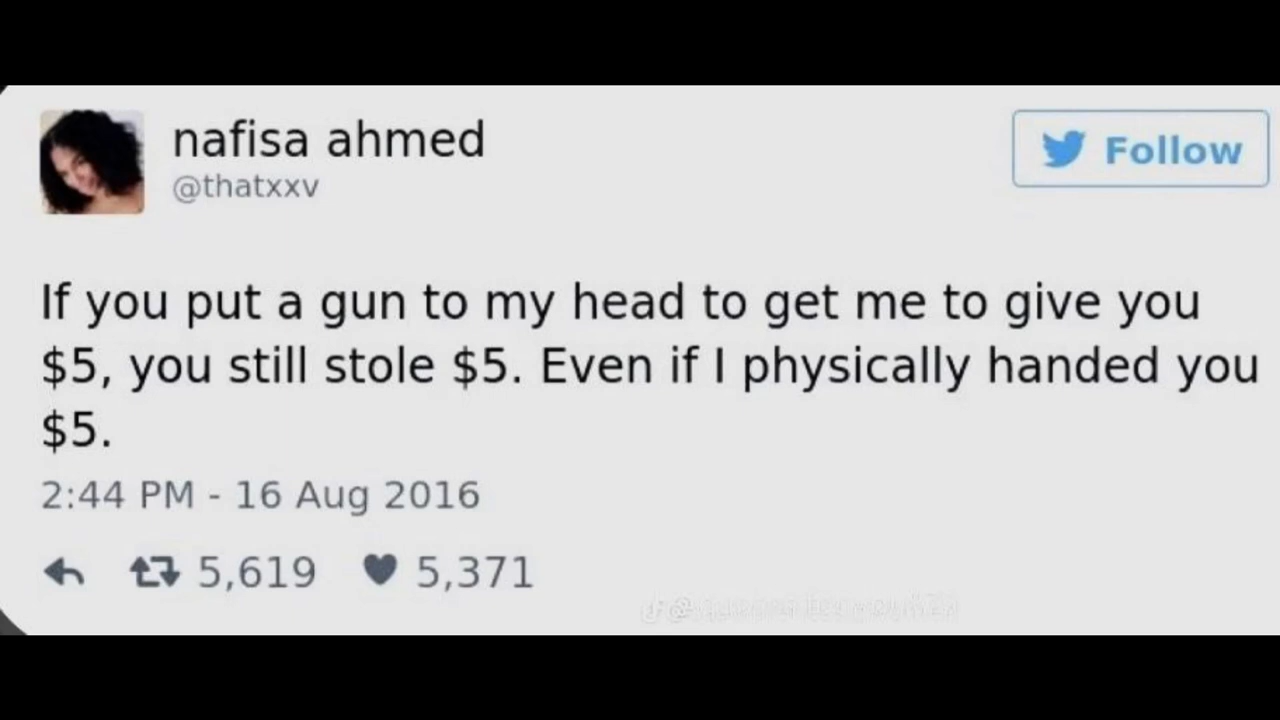 nafisa ahmed
@thatxxv
Follow
If you put a gun to my head to get me to give you
$5, you still stole $5. Even if I physically handed you
$5.
2:44 PM - 16 Aug 2016
5,619 5,371